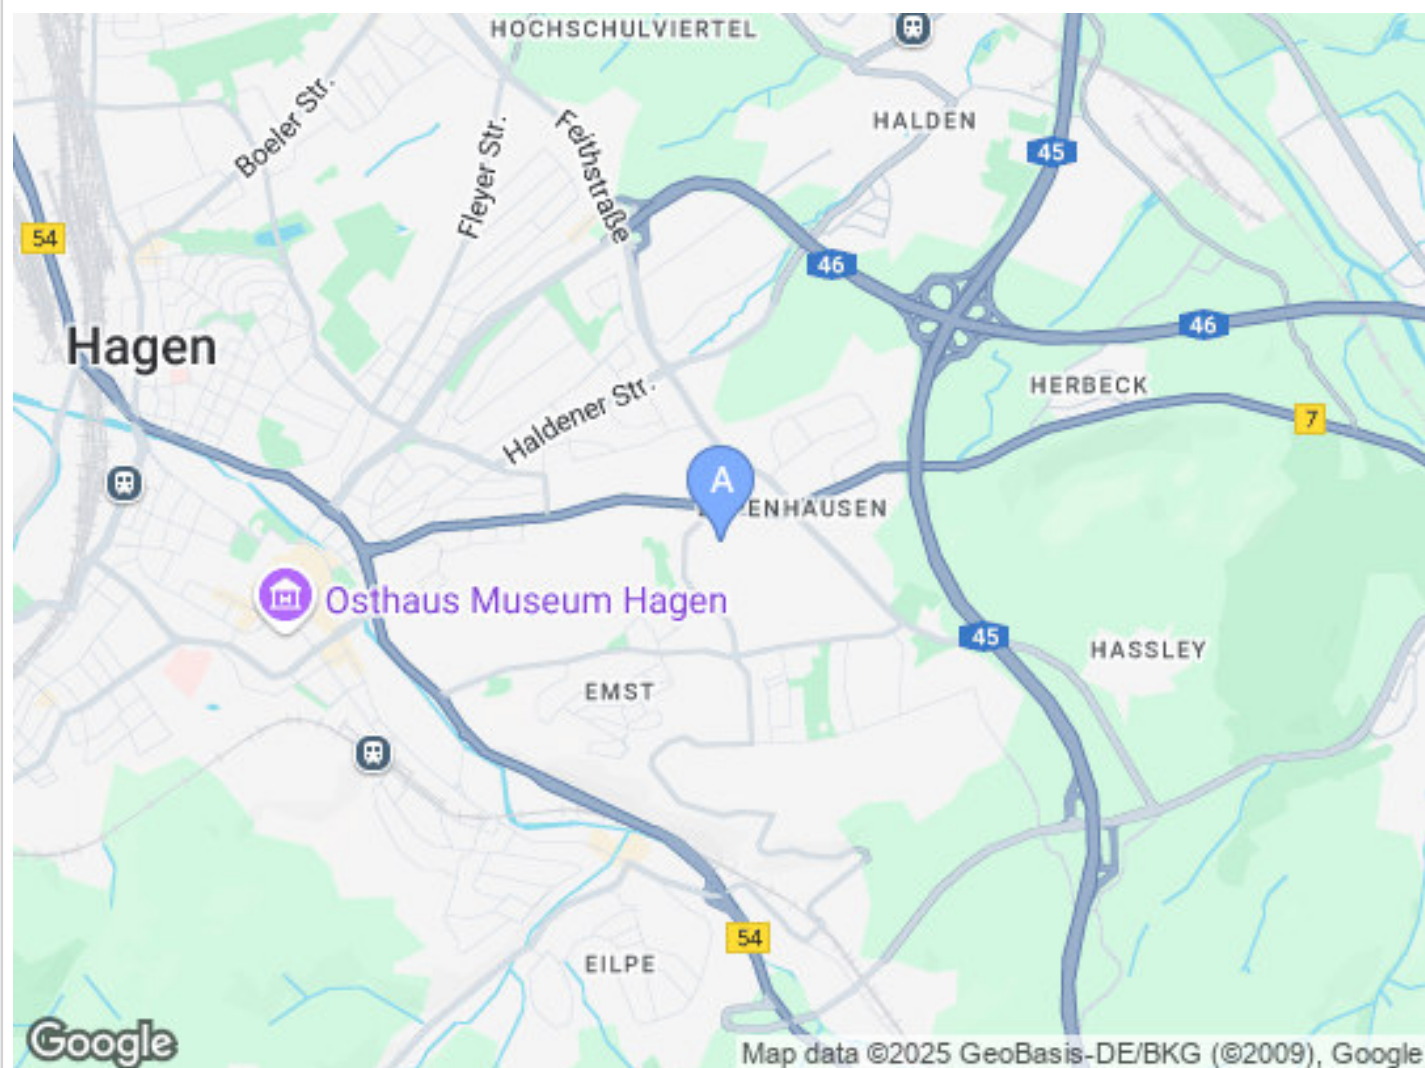 HOCHSCHULVIERTEL
HALDEN
Boeler Str.
Fleyer Str.
Feithstraße
45
54
46
46
Hagen
HERBECK
7
Haldener Str.
A
ENHAUSEN
Osthaus Museum Hagen
45
HASSLEY
EMST
54
EILPE
Google
Map data ©2025 GeoBasis-DE/BKG (©2009), Google